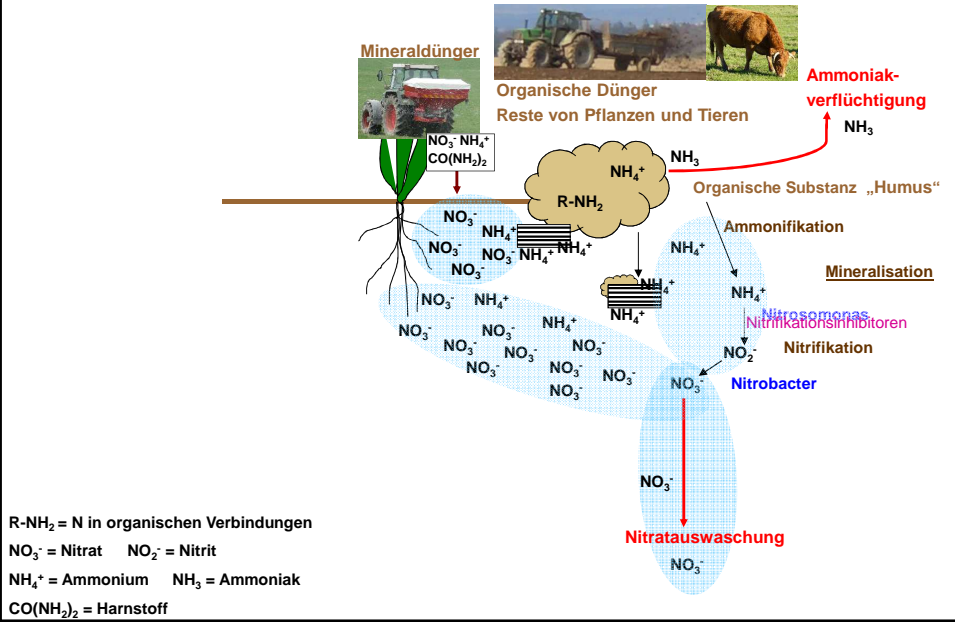 Mineraldünger
Organische Dünger
Reste von Pflanzen und Tieren
Ammoniak-
verflüchtigung
NH₃
NO₃⁻ NH₄⁺
CO(NH₂)₂
NH₃
NH₄⁺
R-NH₂
Organische Substanz „Humus“
Ammonifikation
NO₃⁻
NH₄⁺
NO₃⁻
NO₃⁻
NH₄⁺
NH₄⁺
NO₃⁻
NH₄⁺
Mineralisation
NH₄⁺
NH₄⁺
NH₄⁺
NO₃⁻
NH₄⁺
Nitrosomonas
Nitrifikationsinhibitoren
NO₃⁻
NO₃⁻
NH₄⁺
NO₃⁻
NO₃⁻
NO₃⁻
NO₂⁻
Nitrifikation
NO₃⁻
NO₃⁻
NO₃⁻
NO₃⁻
NO₃⁻
Nitrobacter
NO₃⁻
Nitratauswaschung
NO₃⁻
R-NH₂ = N in organischen Verbindungen
NO₃⁻ = Nitrat NO₂⁻ = Nitrit
NH₄⁺ = Ammonium NH₃ = Ammoniak
CO(NH₂)₂ = Harnstoff